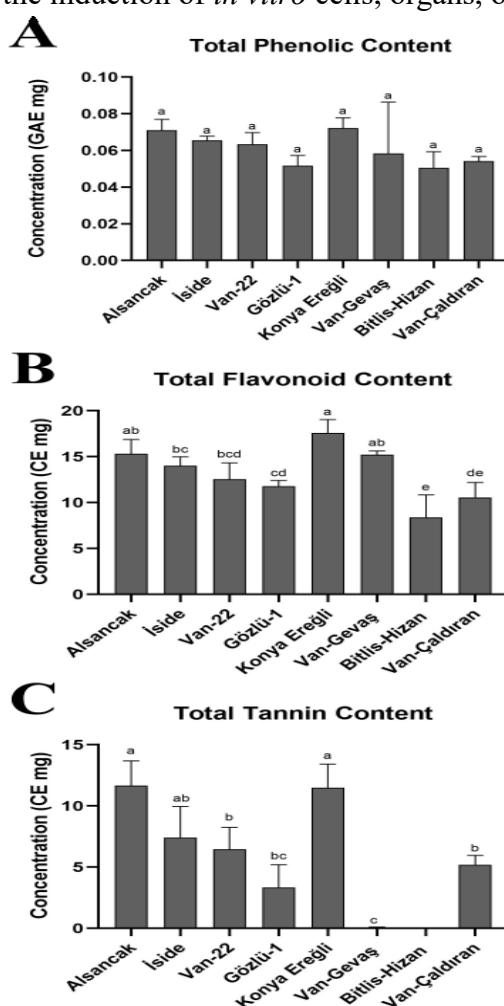 the induction of in vitro cells, organs, o
A
Total Phenolic Content
Concentration (GAE mg)
0.10
0.08
0.06
0.04
0.02
0.00
a a a a a a a a
Alsancak İside Van-22 Gözlü-1 Konya Ereğli Van-Gevaş Bitlis-Hizan Van-Çaldıran
B
Total Flavonoid Content
Concentration (CE mg)
20
15
10
5
0
ab bc bcd cd a ab e de
Alsancak İside Van-22 Gözlü-1 Konya Ereğli Van-Gevaş Bitlis-Hizan Van-Çaldıran
C
Total Tannin Content
Concentration (CE mg)
15
10
5
0
a ab b bc a c b
Alsancak İside Van-22 Gözlü-1 Konya Ereğli Van-Gevaş Bitlis-Hizan Van-Çaldıran